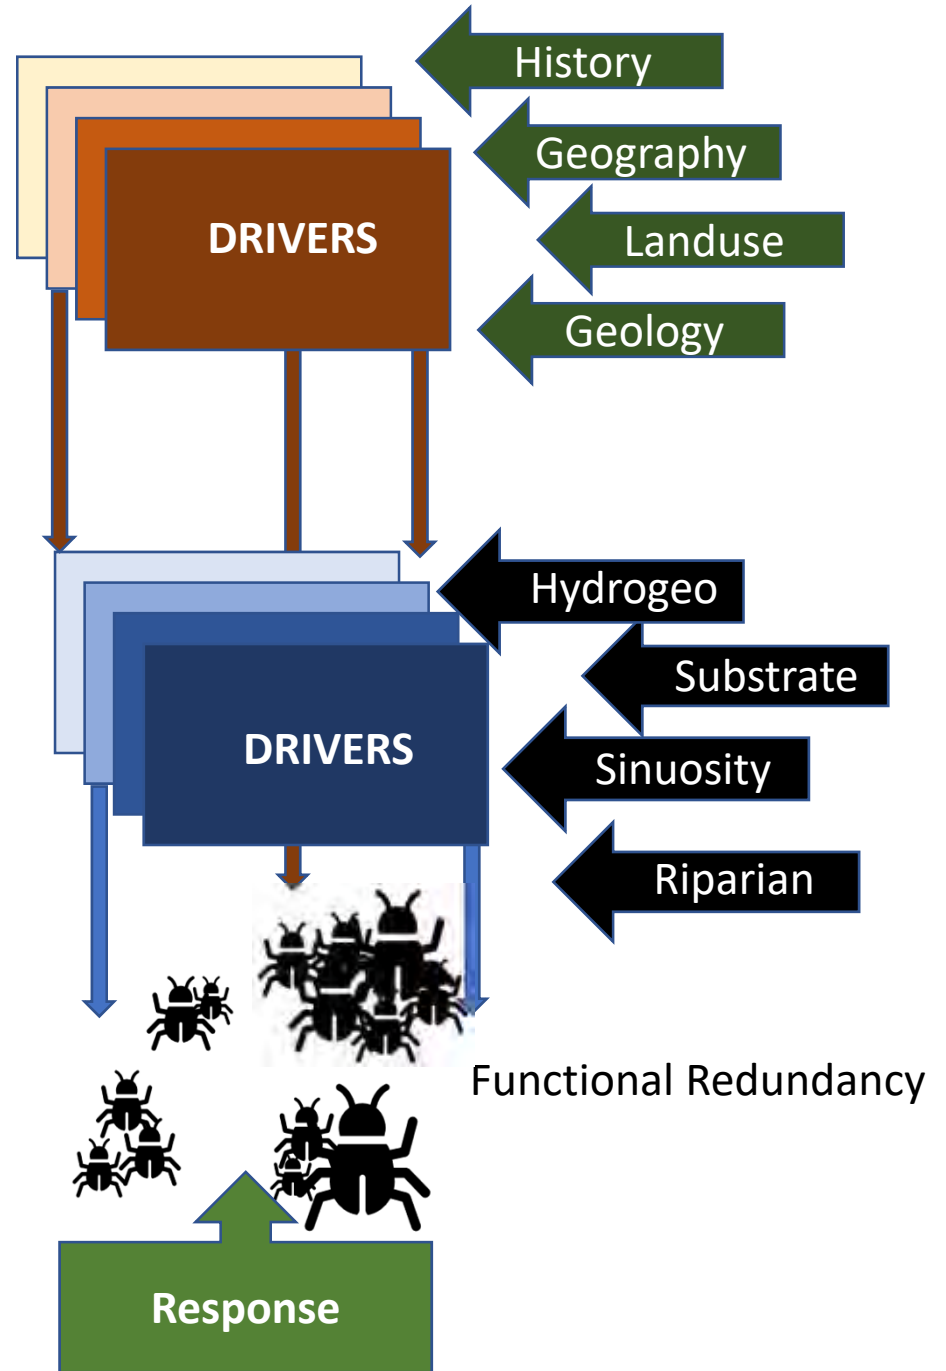 History
Geography
DRIVERS
Landuse
Geology
Hydrogeo
Substrate
DRIVERS
Sinuosity
Riparian
Functional Redundancy
Response